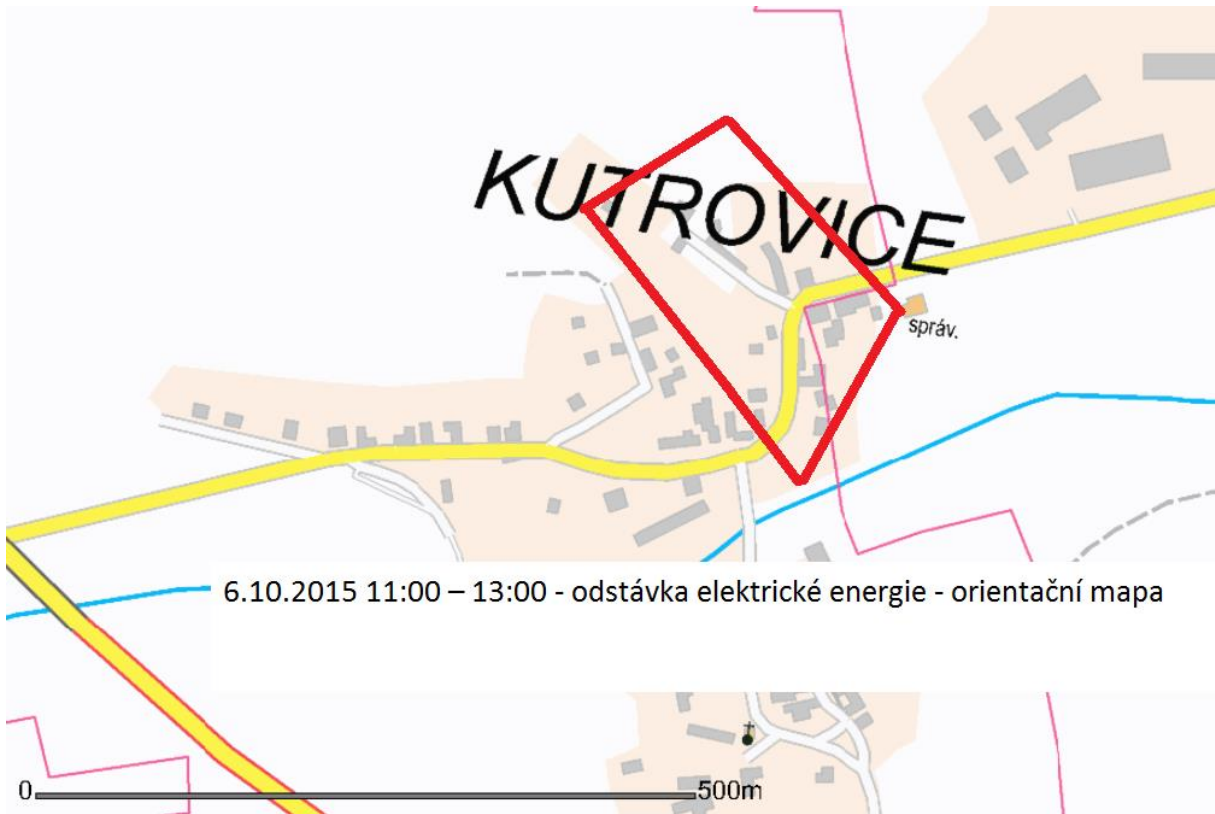 KUTROVICE
správ.
6.10.2015 11:00 – 13:00 - odstávka elektrické energie - orientační mapa
0 500m